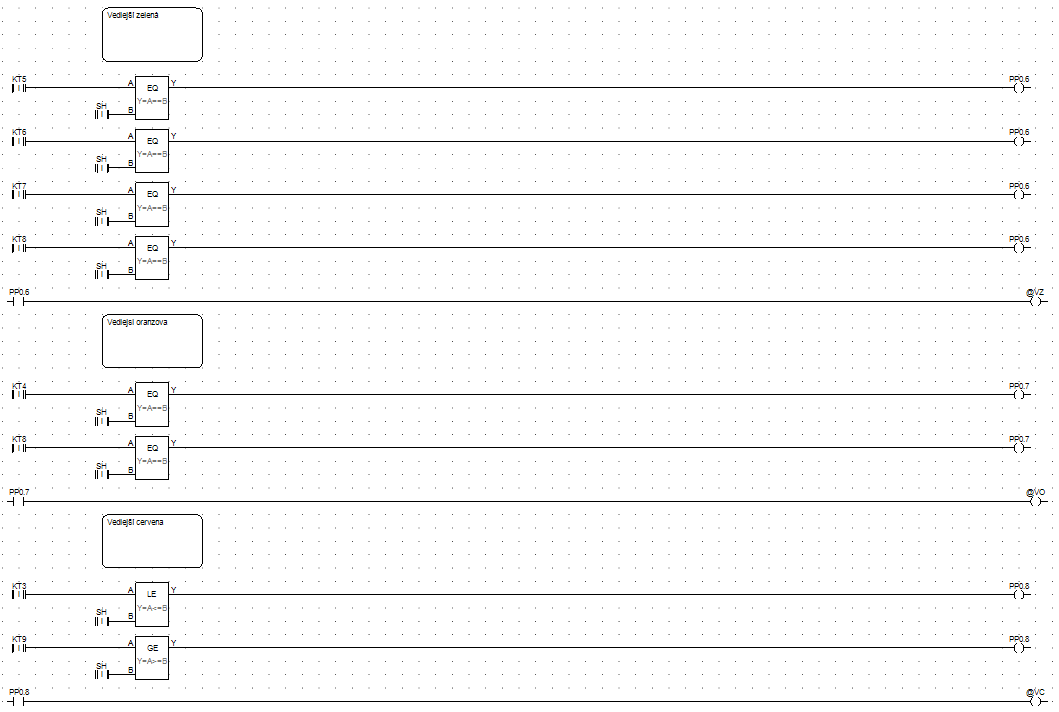 Vedlejší zelená
KT5 A EQ Y PP0.6
Y=A==B
SH B
KT6 A EQ Y PP0.6
Y=A==B
SH B
KT7 A EQ Y PP0.6
Y=A==B
SH B
KT8 A EQ Y PP0.6
Y=A==B
SH B
PP0.6 @VZ
Vedlejsi oranzova
KT4 A EQ Y PP0.7
Y=A==B
SH B
KT8 A EQ Y PP0.7
Y=A==B
SH B
PP0.7 @VO
Vedlejší cervena
KT3 A LE Y PP0.8
Y=A<=B
SH B
KT9 A GE Y PP0.8
Y=A>=B
SH B
PP0.8 @VC